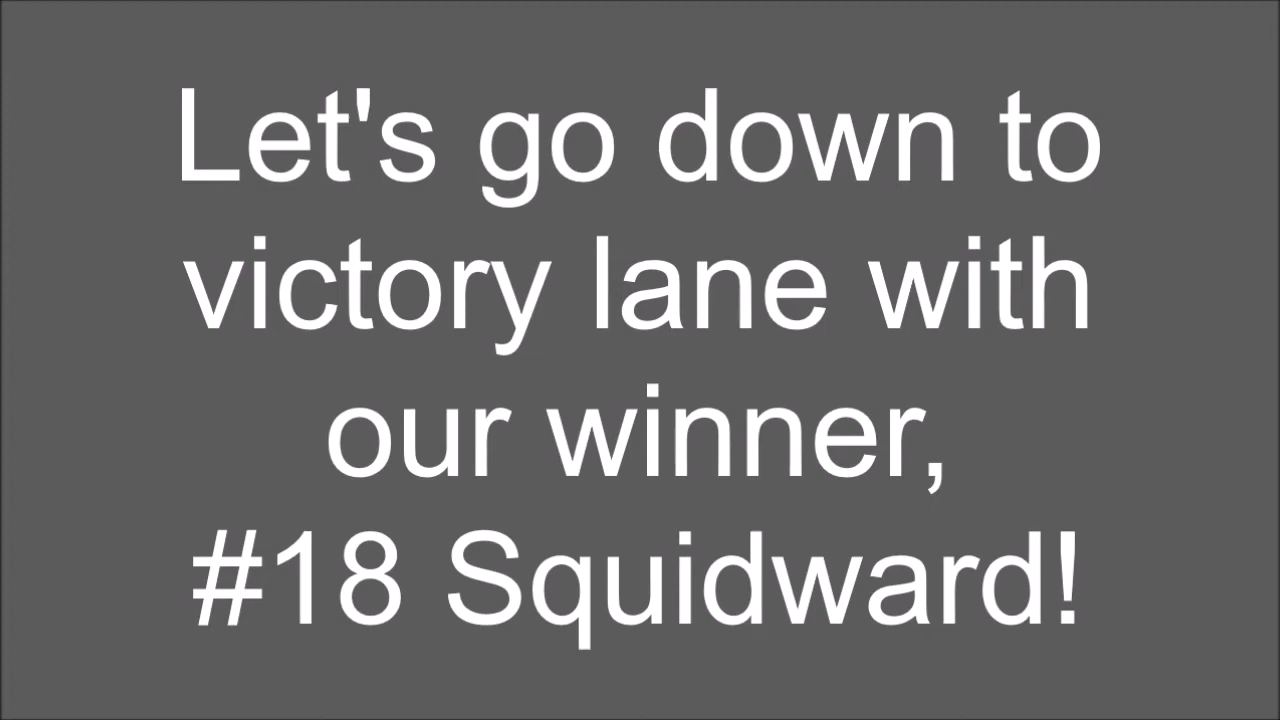 Let's go down to
victory lane with
our winner,
#18 Squidward!